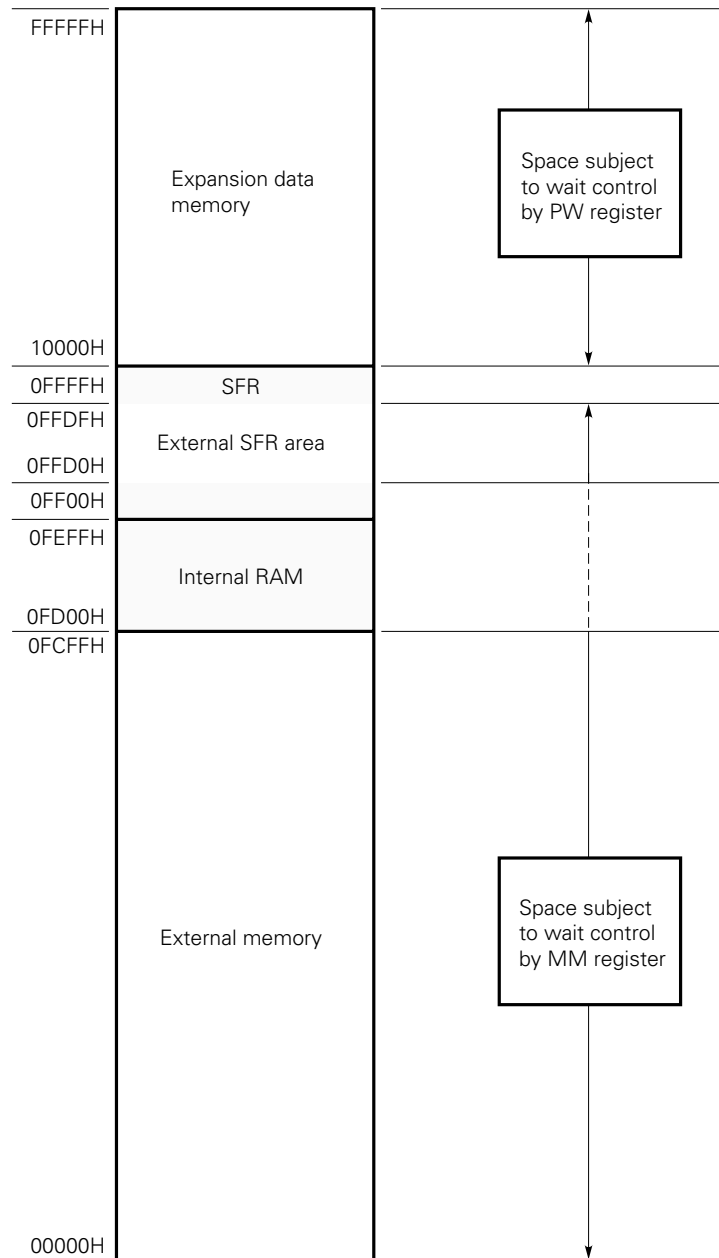 FFFFFH
Space subject
to wait control
by PW register
Expansion data
memory
10000H
0FFFFH
SFR
0FFDFH
External SFR area
0FFD0H
0FF00H
0FEFFH
Internal RAM
0FD00H
0FCFFH
Space subject
to wait control
by MM register
External memory
00000H